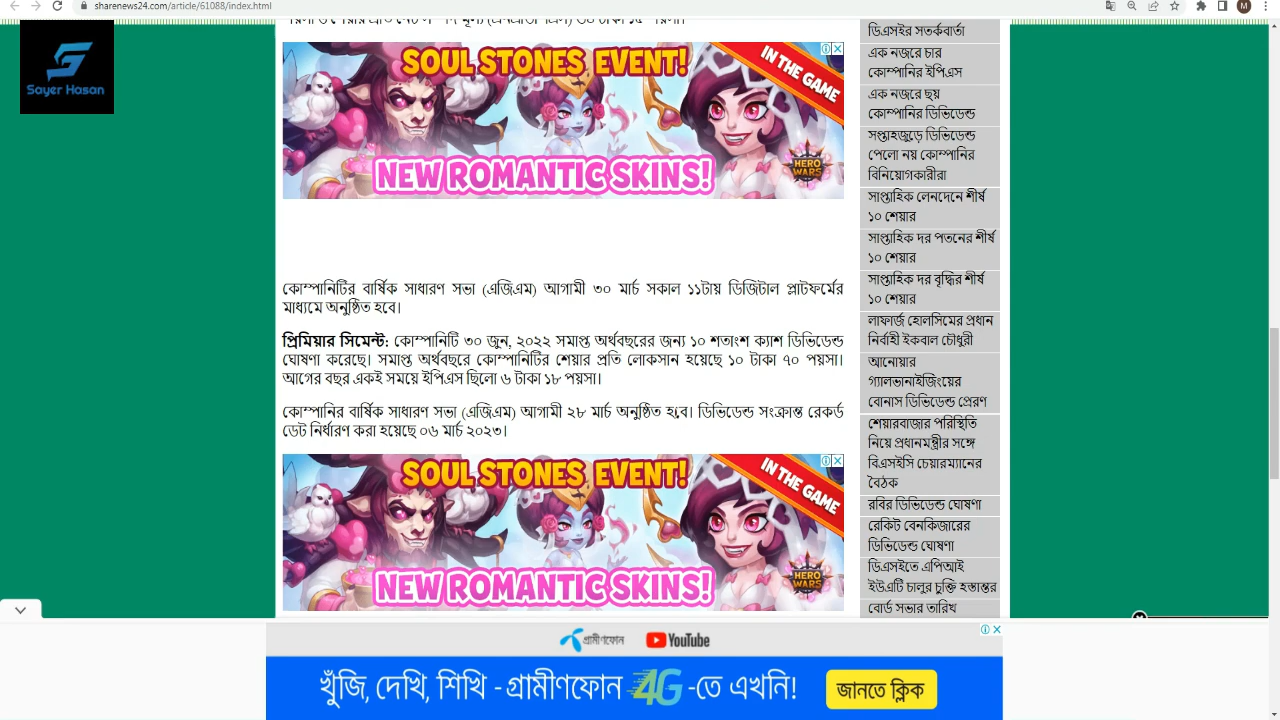 sharenews24.com/article/61088/index.html
M
Sayer Hasan
SOUL STONES EVENT!
IN THE GAME
NEW ROMANTIC SKINS!
HERO WARS
কোম্পানিটির বার্ষিক সাধারণ সভা (এজিএম) আগামী ৩০ মার্চ সকাল ১১টায় ডিজিটাল প্লাটফর্মের
মাধ্যমে অনুষ্ঠিত হবে।
প্রিমিয়ার সিমেন্ট: কোম্পানিটি ৩০ জুন, ২০২২ সমাপ্ত অর্থবছরের জন্য ১০ শতাংশ ক্যাশ ডিভিডেন্ড
ঘোষণা করেছে। সমাপ্ত অর্থবছরে কোম্পানিটির শেয়ার প্রতি লোকসান হয়েছে ১০ টাকা ৭০ পয়সা।
আগের বছর একই সময়ে ইপিএস ছিলো ৬ টাকা ১৮ পয়সা।
কোম্পানির বার্ষিক সাধারণ সভা (এজিএম) আগামী ২৮ মার্চ অনুষ্ঠিত হবে। ডিভিডেন্ড সংক্রান্ত রেকর্ড
ডেট নির্ধারণ করা হয়েছে ০৬ মার্চ ২০২৩।
SOUL STONES EVENT!
IN THE GAME
NEW ROMANTIC SKINS!
HERO WARS
ডিএসইর সতর্কবার্তা
এক নজরে চার
কোম্পানির ইপিএস
এক নজরে ছয়
কোম্পানির ডিভিডেন্ড
সপ্তাহজুড়ে ডিভিডেন্ড
পেলো নয় কোম্পানির
বিনিয়োগকারীরা
সাপ্তাহিক লেনদেনে শীর্ষ
১০ শেয়ার
সাপ্তাহিক দর পতনের শীর্ষ
১০ শেয়ার
সাপ্তাহিক দর বৃদ্ধির শীর্ষ
১০ শেয়ার
লাফার্জ হোলসিমের প্রধান
নির্বাহী ইকবাল চৌধুরী
আনোয়ার
গ্যালভানাইজিংয়ের
বোনাস ডিভিডেন্ড প্রেরণ
শেয়ারবাজার পরিস্থিতি
নিয়ে প্রধানমন্ত্রীর সঙ্গে
বিএসইসি চেয়ারম্যানের
বৈঠক
রবির ডিভিডেন্ড ঘোষণা
রেকিট বেনকিজারের
ডিভিডেন্ড ঘোষণা
ডিএসইতে এপিআই
ইউএটি চালুর চুক্তি হস্তান্তর
বোর্ড সভার তারিখ
গ্রামীণফোন YouTube
খুঁজি, দেখি, শিখি - গ্রামীণফোন 4G -তে এখনি!
জানতে ক্লিক